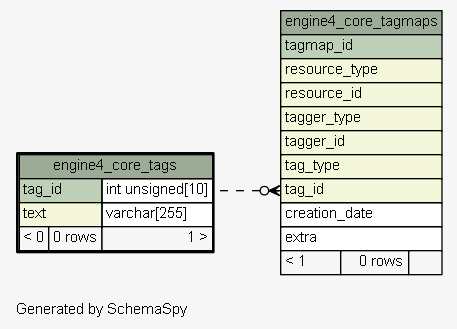 engine4_core_tagmaps
tagmap_id
resource_type
resource_id
tagger_type
tagger_id
tag_type
tag_id
creation_date
extra
< 1 0 rows
engine4_core_tags
tag_id int unsigned[10]
text varchar[255]
< 0 0 rows 1 >
Generated by SchemaSpy